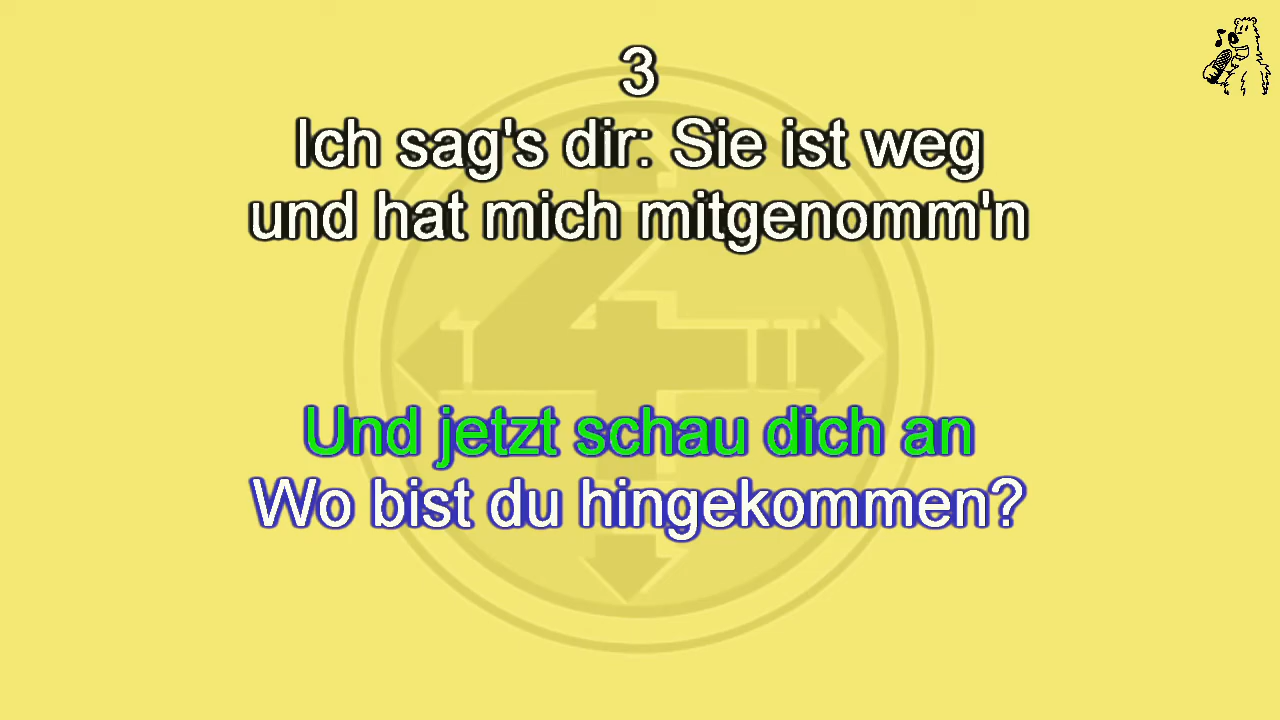 3
Ich sag's dir: Sie ist weg
und hat mich mitgenomm'n
Und jetzt schau dich an
Wo bist du hingekommen?